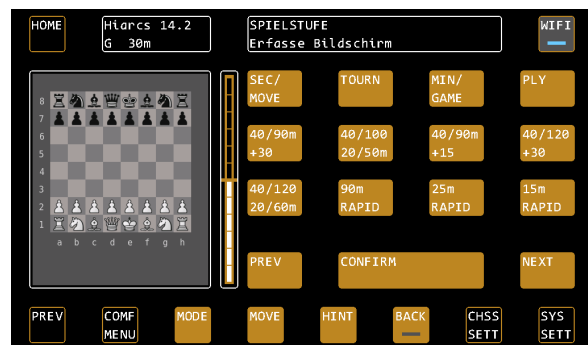 HOME
Hiarcs 14.2
G 30m
SPIELSTUFE
Erfasse Bildschirm
WIFI
SEC/
MOVE
TOURN
MIN/
GAME
PLY
40/90m
+30
40/100
20/50m
40/90m
+15
40/120
+30
40/120
20/60m
90m
RAPID
25m
RAPID
15m
RAPID
8
7
6
5
4
3
2
1
a b c d e f g h
PREV
CONFIRM
NEXT
PREV
COMF
MENU
MODE
MOVE
HINT
BACK
CHSS
SETT
SYS
SETT